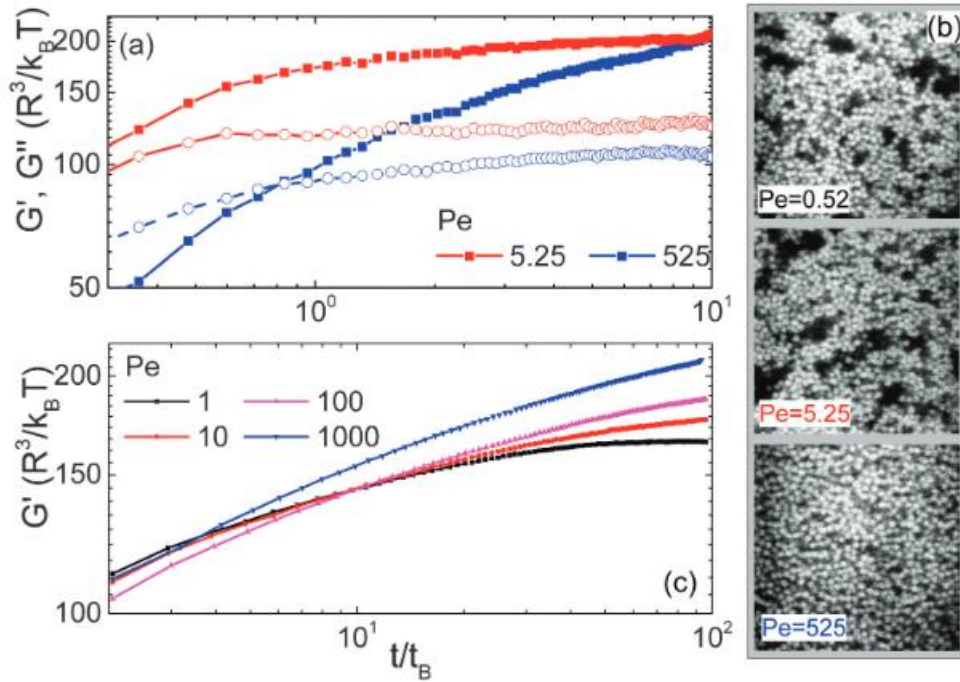 (a)
G', G'' (R³/k_BT)
200
150
100
50
Pe
5.25 525
10⁰ 10¹
(b)
Pe=0.52
Pe=5.25
Pe=525
Pe
1 100
10 1000
G' (R³/k_BT)
200
150
100
(c)
10¹ 10²
t/t_B